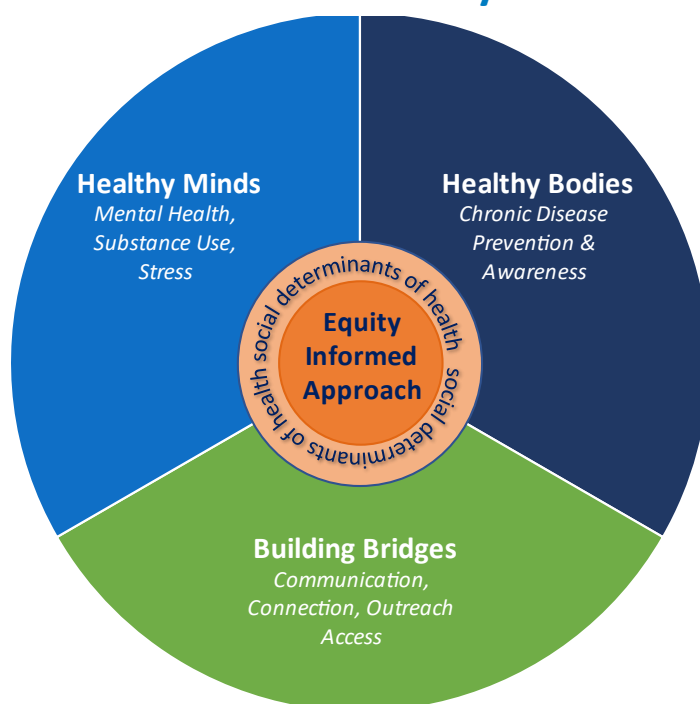 Healthy Minds
Mental Health,
Substance Use,
Stress
Healthy Bodies
Chronic Disease
Prevention &
Awareness
social determinants of health
social determinants of health
Equity
Informed
Approach
Building Bridges
Communication,
Connection, Outreach
Access